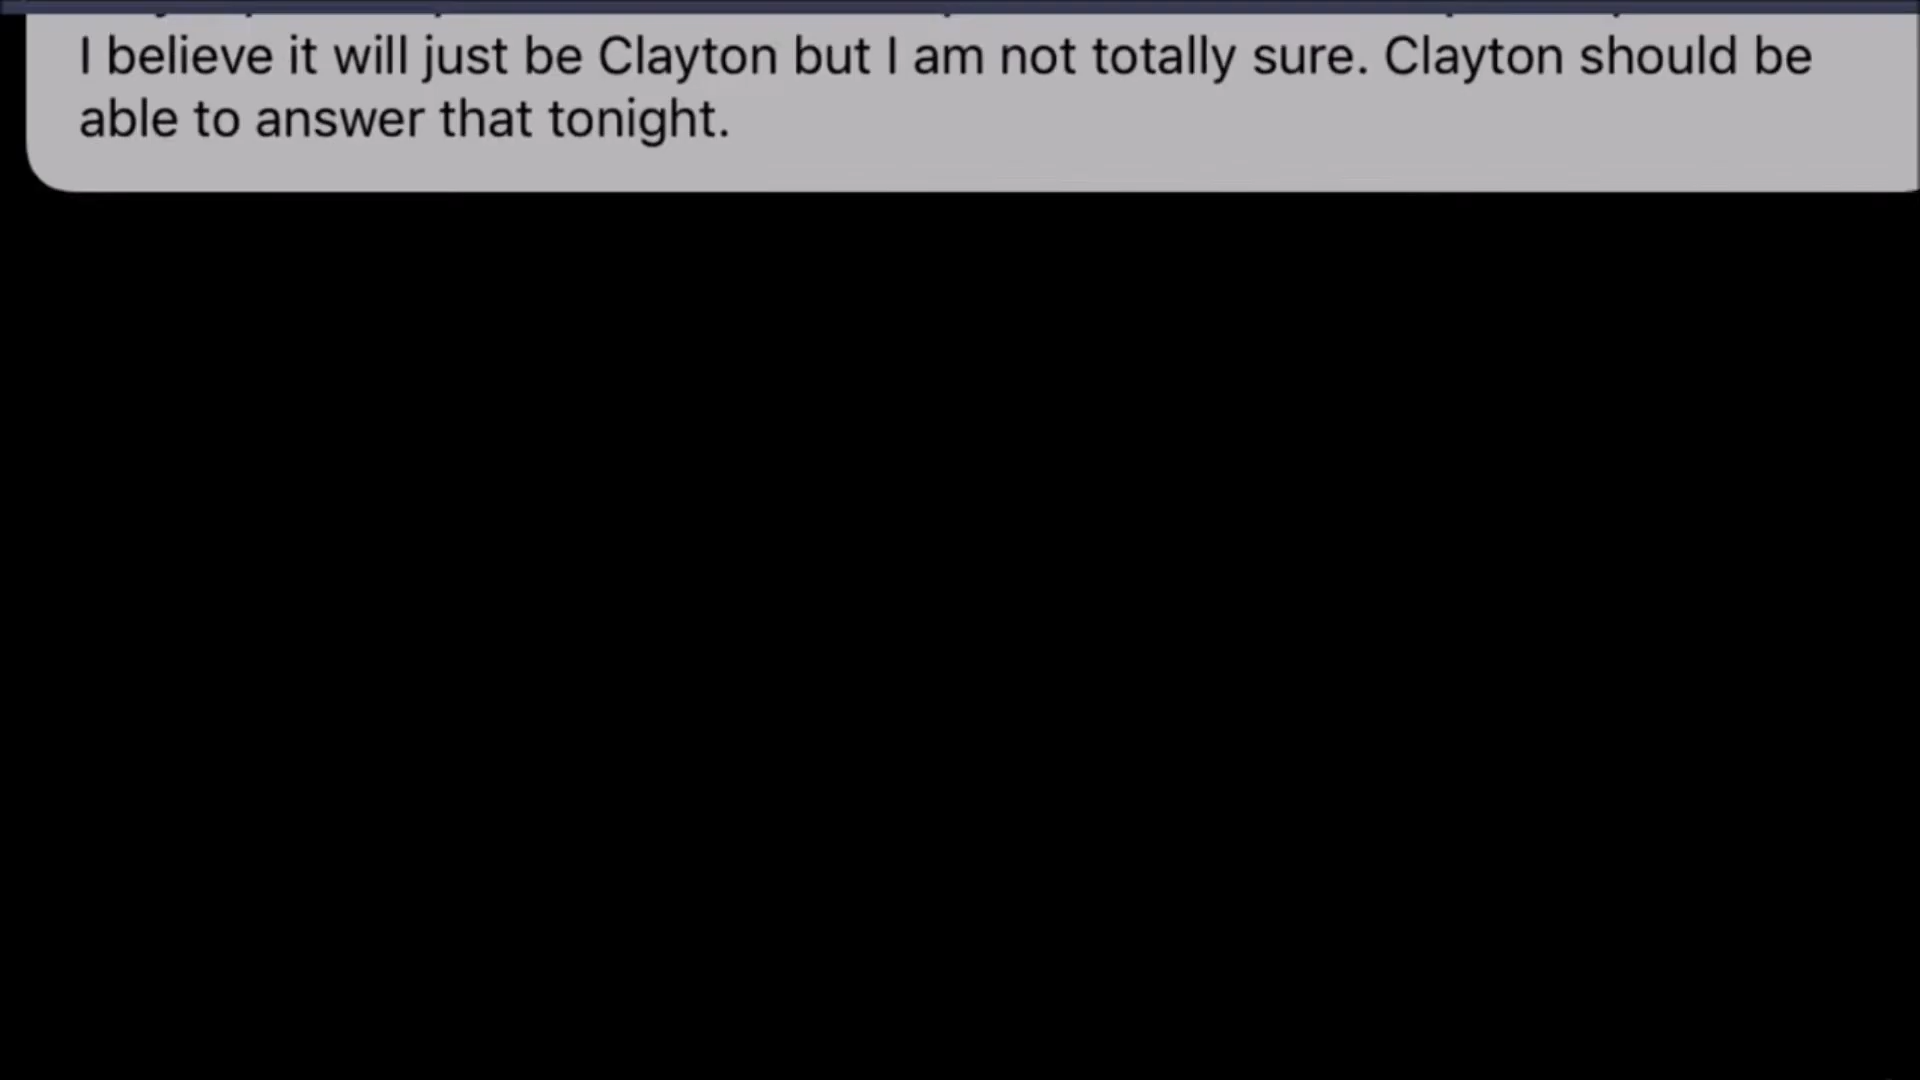 I believe it will just be Clayton but I am not totally sure. Clayton should be
able to answer that tonight.